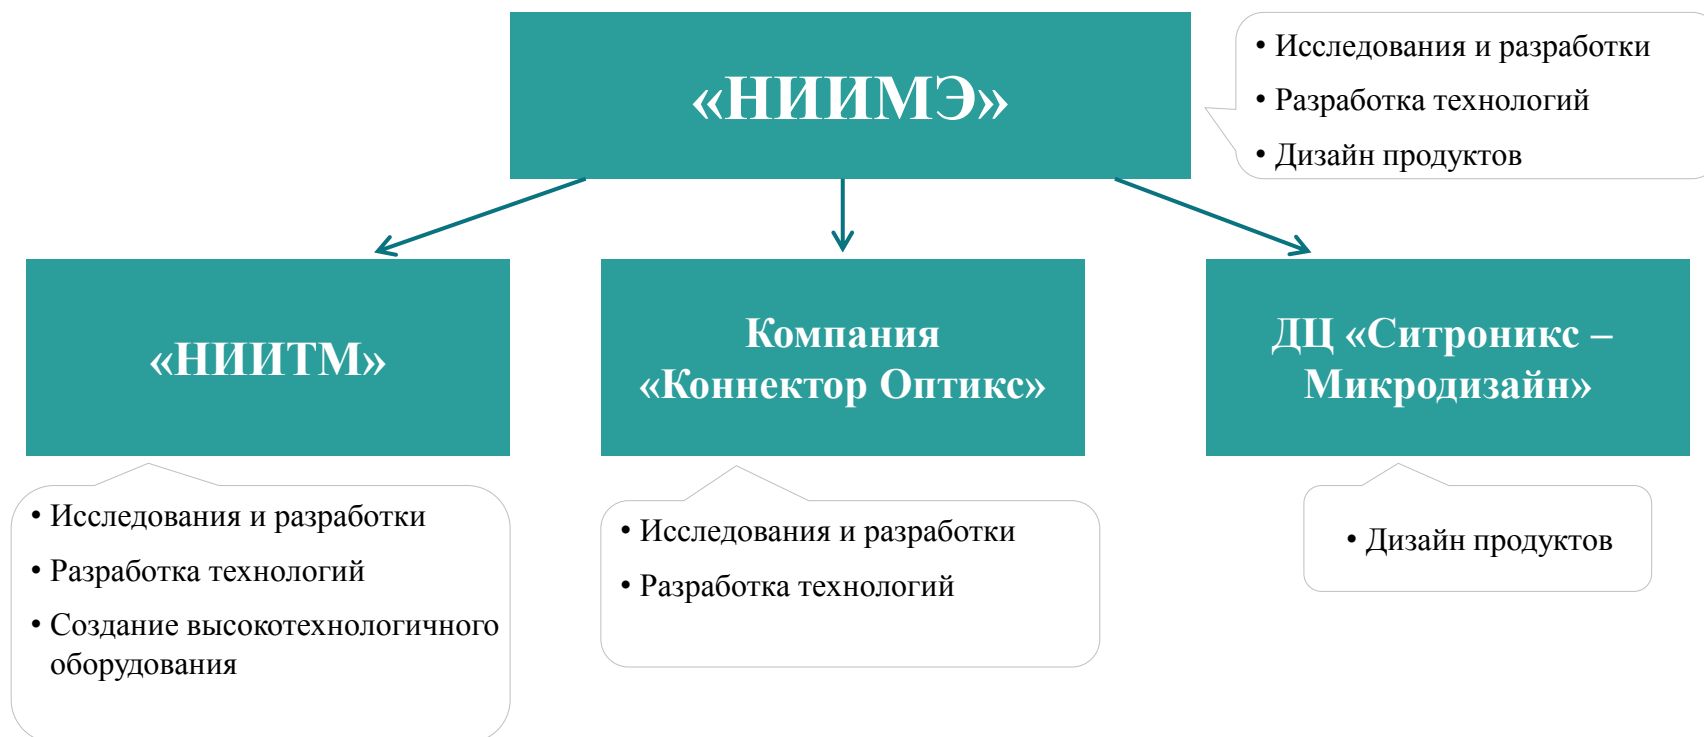 «НИИМЭ»
• Исследования и разработки
• Разработка технологий
• Дизайн продуктов
«НИИТМ»
Компания
«Коннектор Оптикс»
ДЦ «Ситроникс –
Микродизайн»
• Исследования и разработки
• Разработка технологий
• Создание высокотехнологичного
оборудования
• Исследования и разработки
• Разработка технологий
• Дизайн продуктов